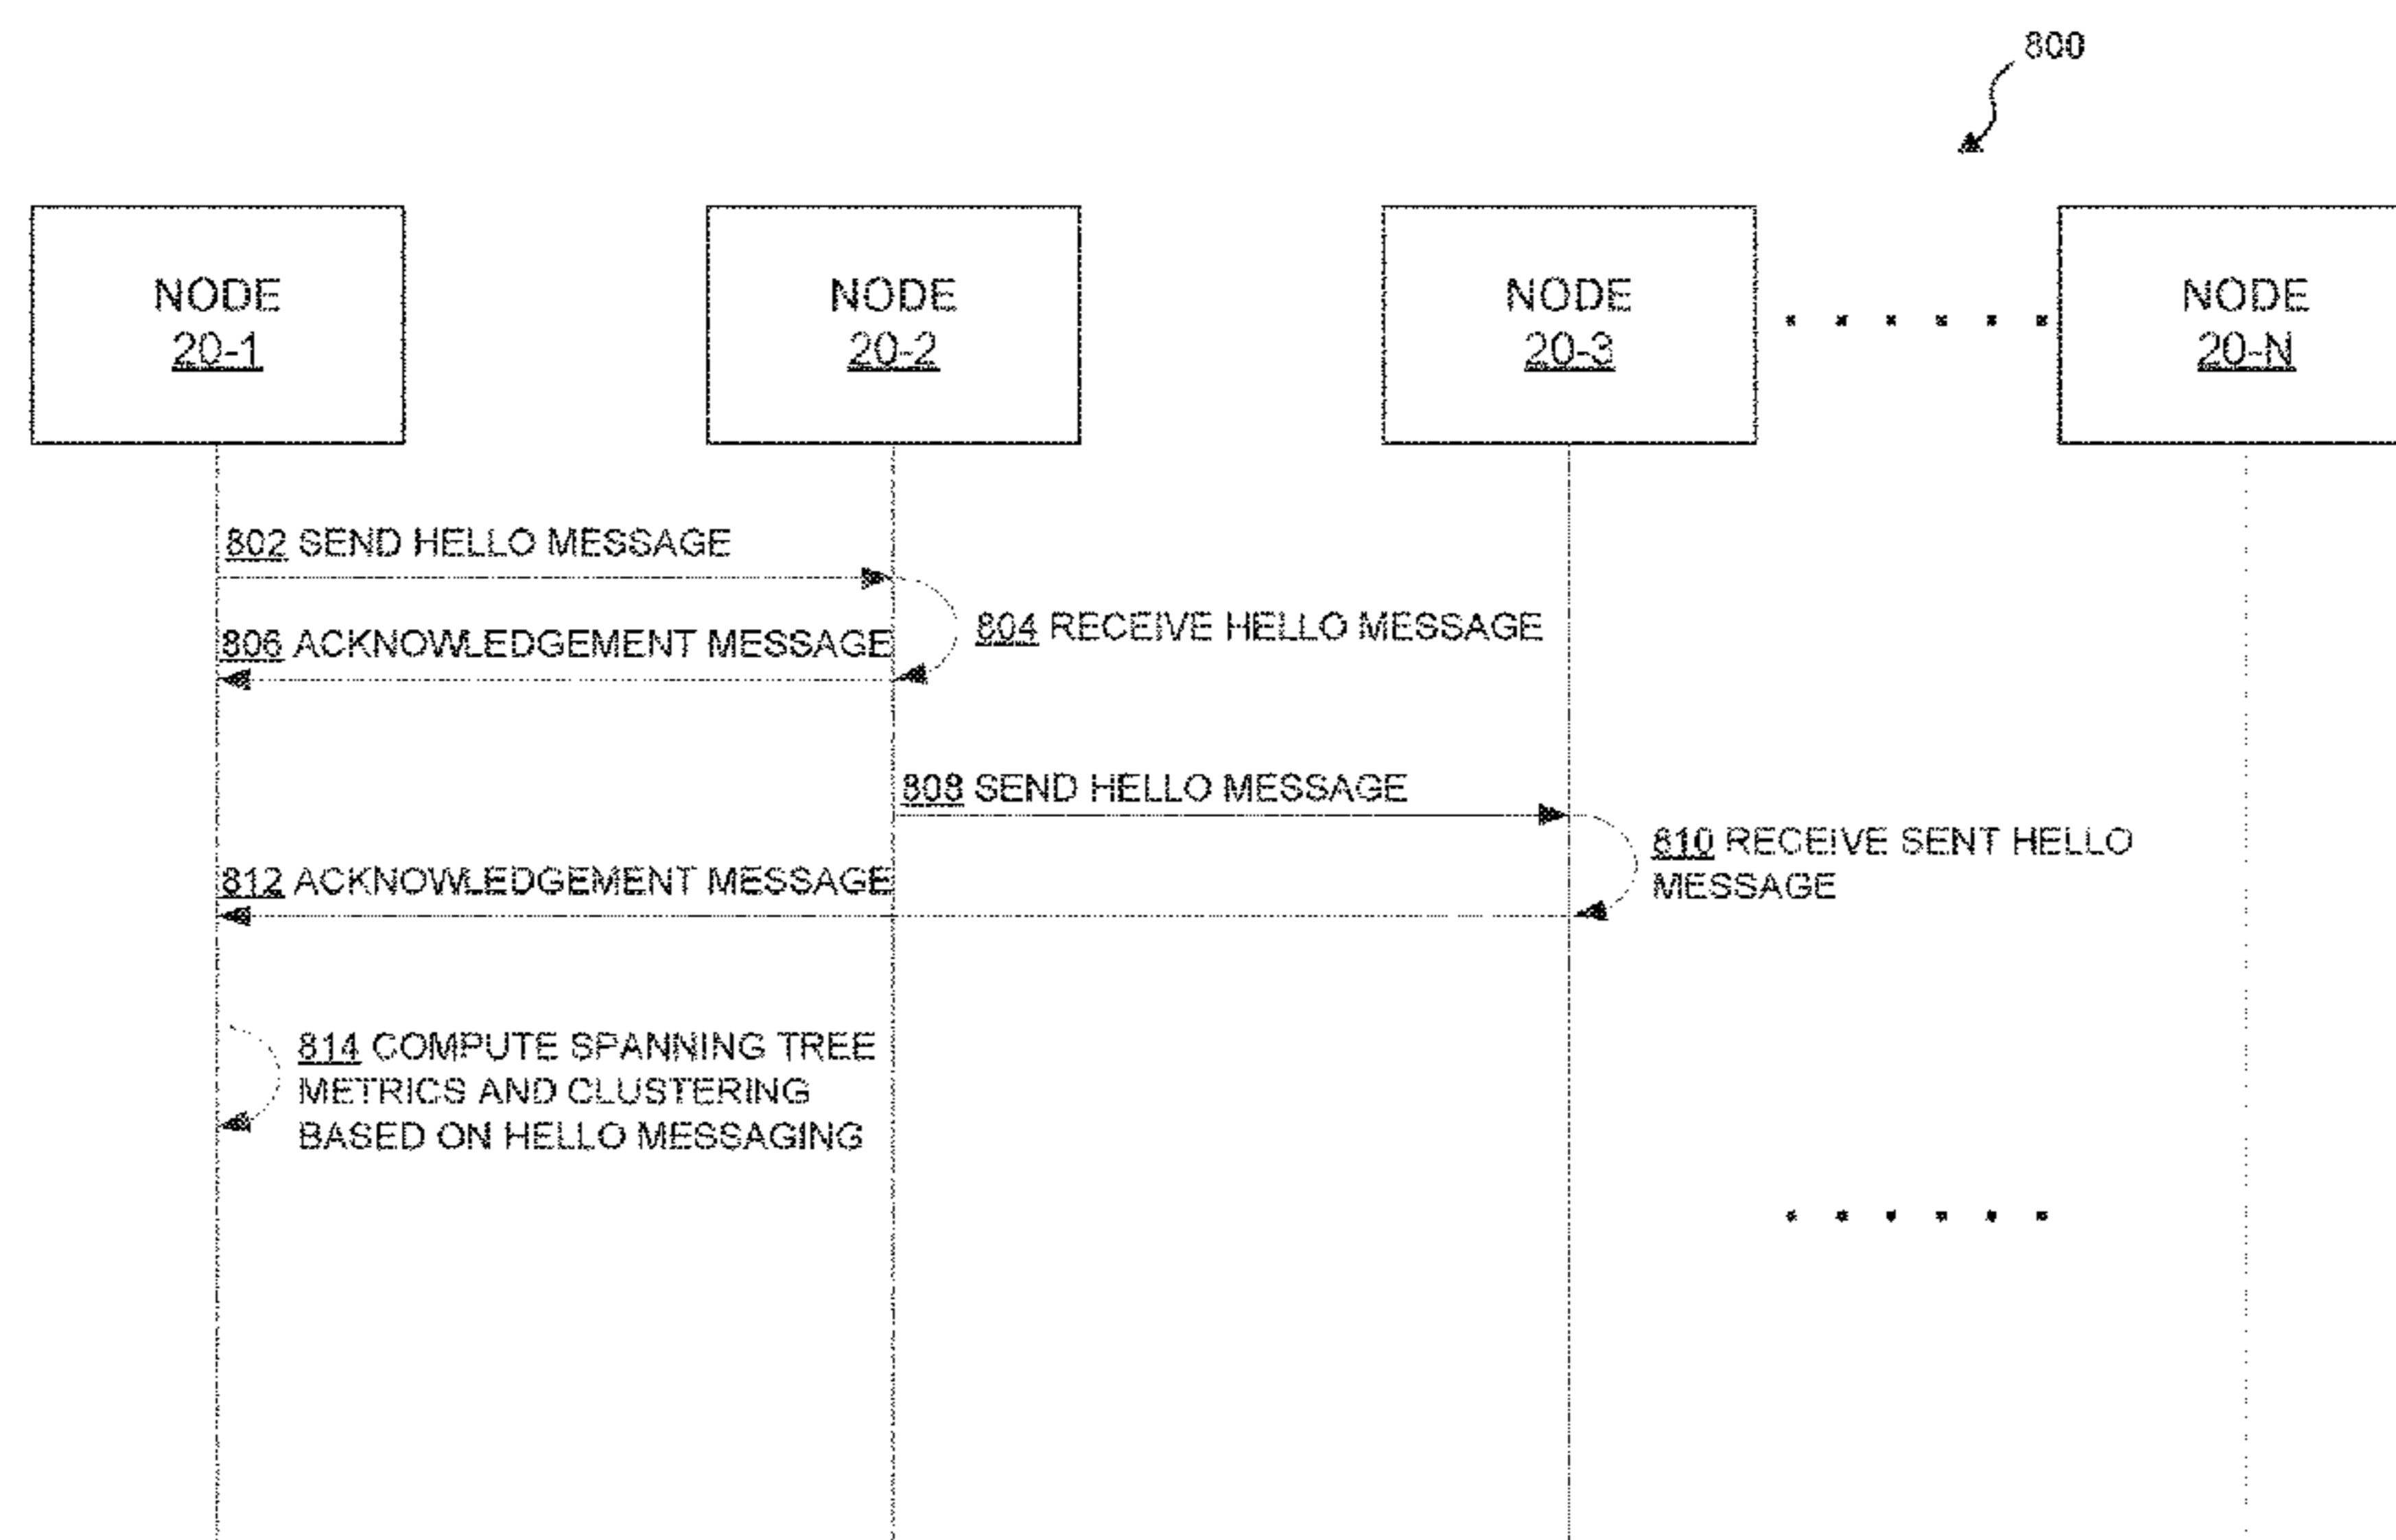 800
NODE
20-1
NODE
20-2
NODE
20-3
NODE
20-N
802 SEND HELLO MESSAGE
804 RECEIVE HELLO MESSAGE
806 ACKNOWLEDGEMENT MESSAGE
808 SEND HELLO MESSAGE
810 RECEIVE SENT HELLO
MESSAGE
812 ACKNOWLEDGEMENT MESSAGE
814 COMPUTE SPANNING TREE
METRICS AND CLUSTERING
BASED ON HELLO MESSAGING